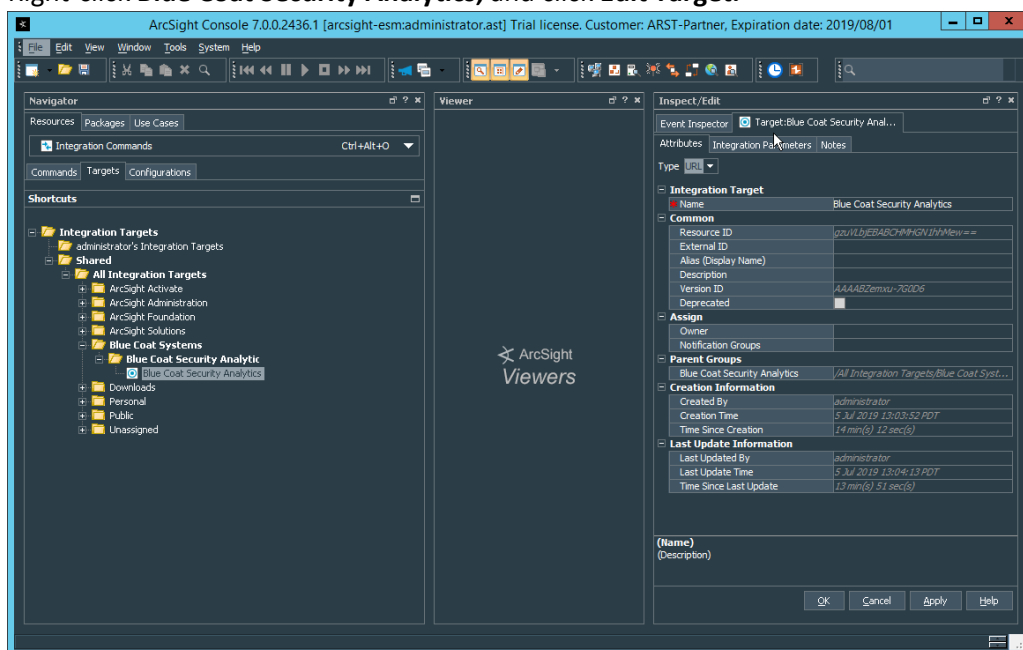 Right-click Blue Coat Security Analytics, and click Edit Target.
ArcSight Console 7.0.0.2436.1 [arcsight-esm:administrator.ast] Trial license. Customer: ARST-Partner, Expiration date: 2019/08/01
File Edit View Window Tools System Help
Navigator
Resources Packages Use Cases
Integration Commands Ctrl+Alt+O
Commands Targets Configurations
Shortcuts
Integration Targets
administrator's Integration Targets
Shared
All Integration Targets
ArcSight Activate
ArcSight Administration
ArcSight Foundation
ArcSight Solutions
Blue Coat Systems
Blue Coat Security Analytic
Blue Coat Security Analytics
Downloads
Personal
Public
Unassigned
Viewer
ArcSight
Viewers
Inspect/Edit
Event Inspector Target:Blue Coat Security Anal...
Attributes Integration Parameters Notes
Type URL
Integration Target
Name Blue Coat Security Analytics
Common
Resource ID gzuVLbjEBABCHMHGN1hhMew==
External ID
Alias (Display Name)
Description
Version ID AAAABZemxu-7G0D6
Deprecated
Assign
Owner
Notification Groups
Parent Groups
Blue Coat Security Analytics /All Integration Targets/Blue Coat Syst...
Creation Information
Created By administrator
Creation Time 5 Jul 2019 13:03:52 PDT
Time Since Creation 14 min(s) 12 sec(s)
Last Update Information
Last Updated By administrator
Last Update Time 5 Jul 2019 13:04:13 PDT
Time Since Last Update 13 min(s) 51 sec(s)
(Name)
(Description)
OK Cancel Apply Help